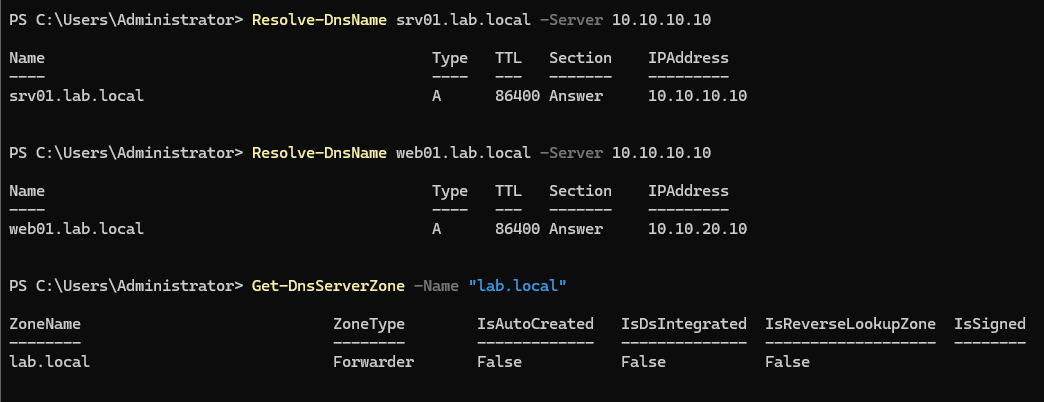 PS C:\Users\Administrator> Resolve-DnsName srv01.lab.local -Server 10.10.10.10
Name Type TTL Section IPAddress
---- ---- --- ------- ---------
srv01.lab.local A 86400 Answer 10.10.10.10
PS C:\Users\Administrator> Resolve-DnsName web01.lab.local -Server 10.10.10.10
Name Type TTL Section IPAddress
---- ---- --- ------- ---------
web01.lab.local A 86400 Answer 10.10.20.10
PS C:\Users\Administrator> Get-DnsServerZone -Name "lab.local"
ZoneName ZoneType IsAutoCreated IsDsIntegrated IsReverseLookupZone IsSigned
-------- -------- ------------- -------------- ------------------- --------
lab.local Forwarder False False False